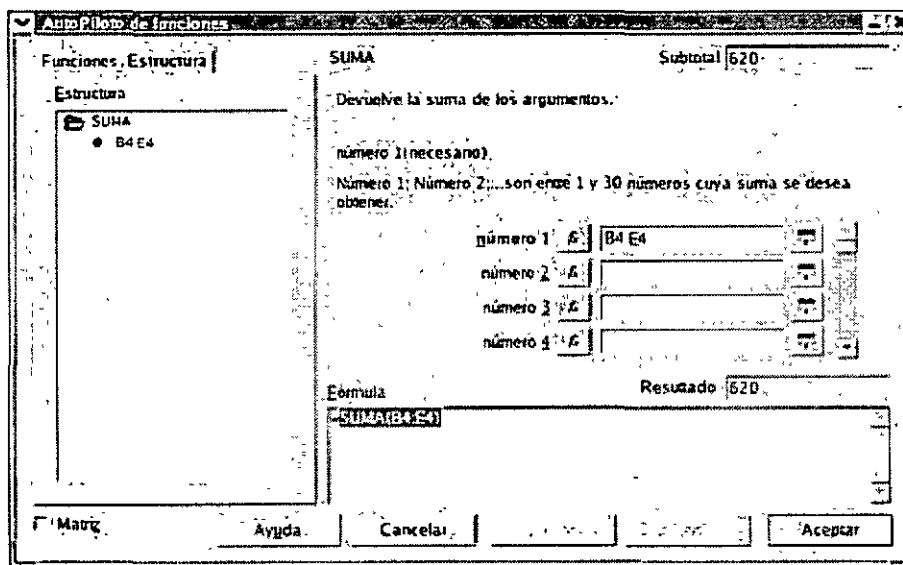 AutoPiloto de funciones
Funciones Estructura
SUMA
Subtotal 620
Estructura
SUMA
B4:E4
Devuelve la suma de los argumentos.
número 1 (necesario)
Número 1; Número 2;...son entre 1 y 30 números cuya suma se desea
obtener.
número 1 B4:E4
número 2
número 3
número 4
Fórmula
Resultado 620
=SUMA(B4:E4)
Matriz
Ayuda
Cancelar
Aceptar